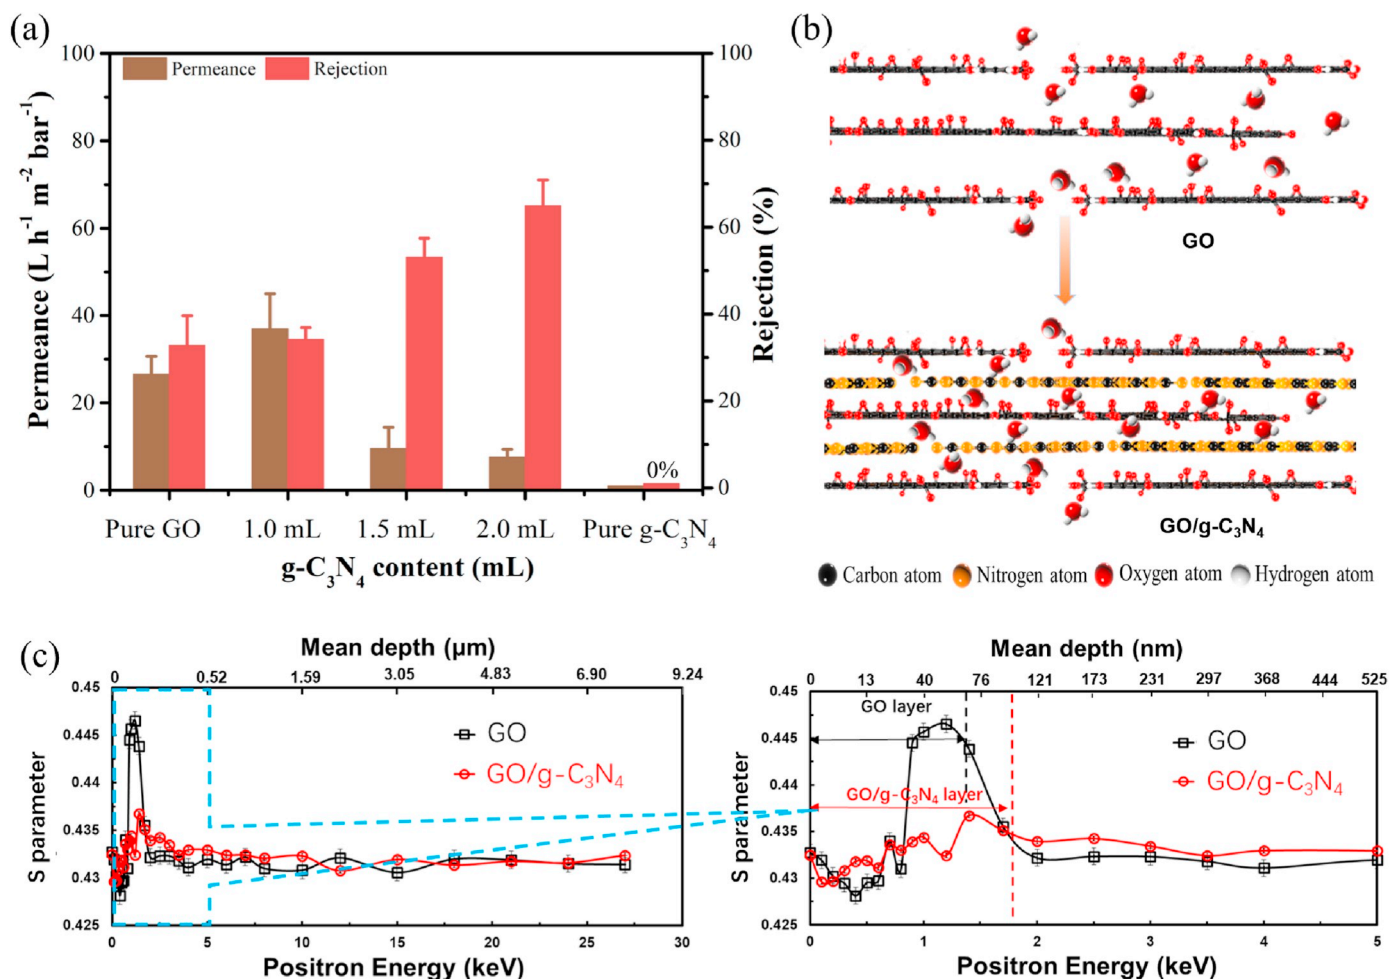 (a)
100
80
60
40
20
0
Permeance (L h⁻¹ m⁻² bar⁻¹)
Permeance
Rejection
0%
100
80
60
40
20
0
Rejection (%)
Pure GO
1.0 mL
1.5 mL
2.0 mL
Pure g-C₃N₄
g-C₃N₄ content (mL)
(b)
GO
GO/g-C₃N₄
Carbon atom
Nitrogen atom
Oxygen atom
Hydrogen atom
(c)
Mean depth (μm)
0 0.52 1.59 3.05 4.83 6.90 9.24
0.45
0.445
0.44
0.435
0.43
0.425
S parameter
GO
GO/g-C₃N₄
0 5 10 15 20 25 30
Positron Energy (keV)
Mean depth (nm)
0 13 40 76 121 173 231 297 368 444 525
0.45
0.445
0.44
0.435
0.43
0.425
S parameter
GO layer
GO/g-C₃N₄ layer
GO
GO/g-C₃N₄
0 1 2 3 4 5
Positron Energy (keV)